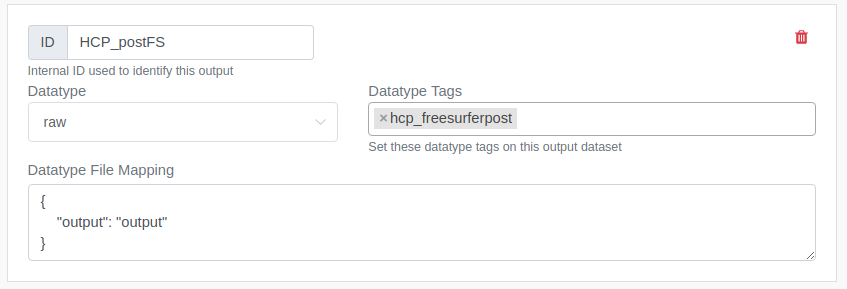 ID HCP_postFS
Internal ID used to identify this output
Datatype Datatype Tags
raw ×hcp_freesurferpost
Set these datatype tags on this output dataset
Datatype File Mapping
{
"output": "output"
}